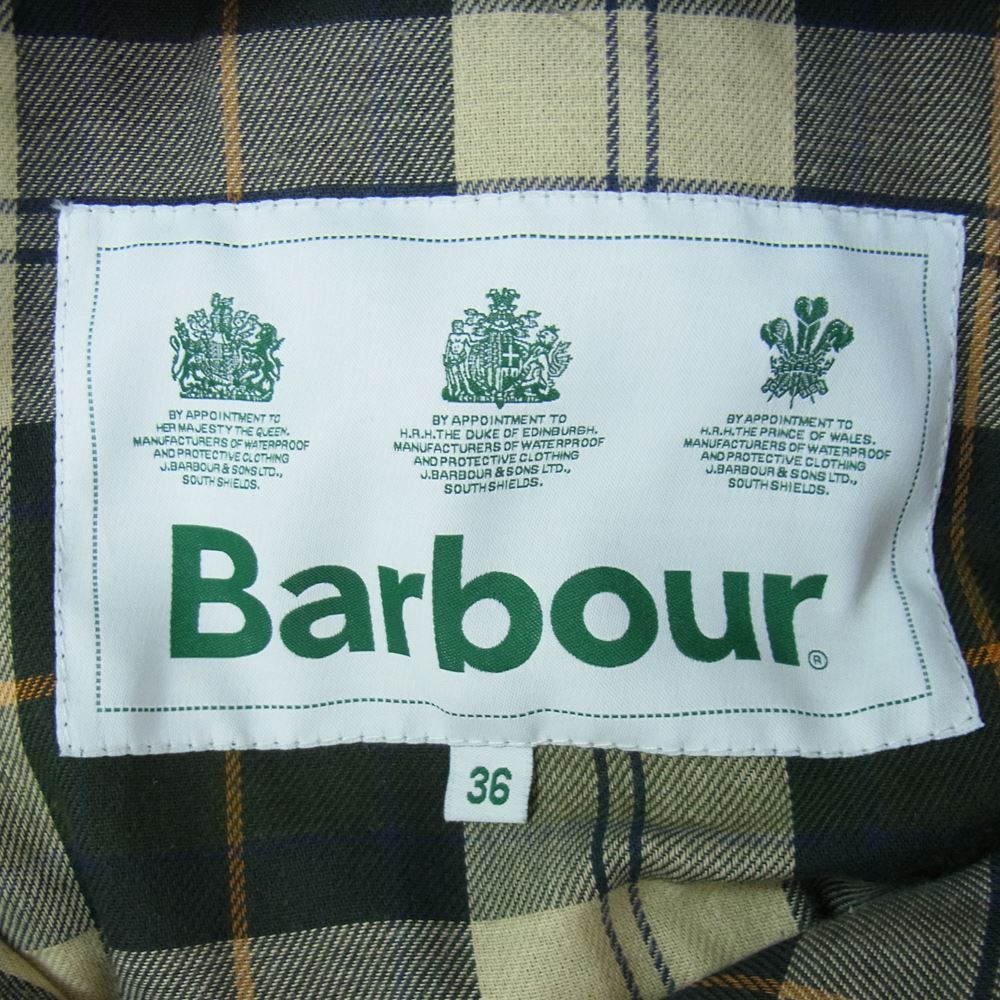 BY APPOINTMENT TO
HER MAJESTY THE QUEEN.
MANUFACTURERS OF WATERPROOF
AND PROTECTIVE CLOTHING
J.BARBOUR & SONS LTD.,
SOUTH SHIELDS.
BY APPOINTMENT TO
H.R.H.THE DUKE OF EDINBURGH.
MANUFACTURERS OF WATERPROOF
AND PROTECTIVE CLOTHING
J.BARBOUR & SONS LTD.,
SOUTH SHIELDS.
BY APPOINTMENT TO
H.R.H.THE PRINCE OF WALES.
MANUFACTURERS OF WATERPROOF
AND PROTECTIVE CLOTHING
J.BARBOUR & SONS LTD.,
SOUTH SHIELDS.
Barbour®
36